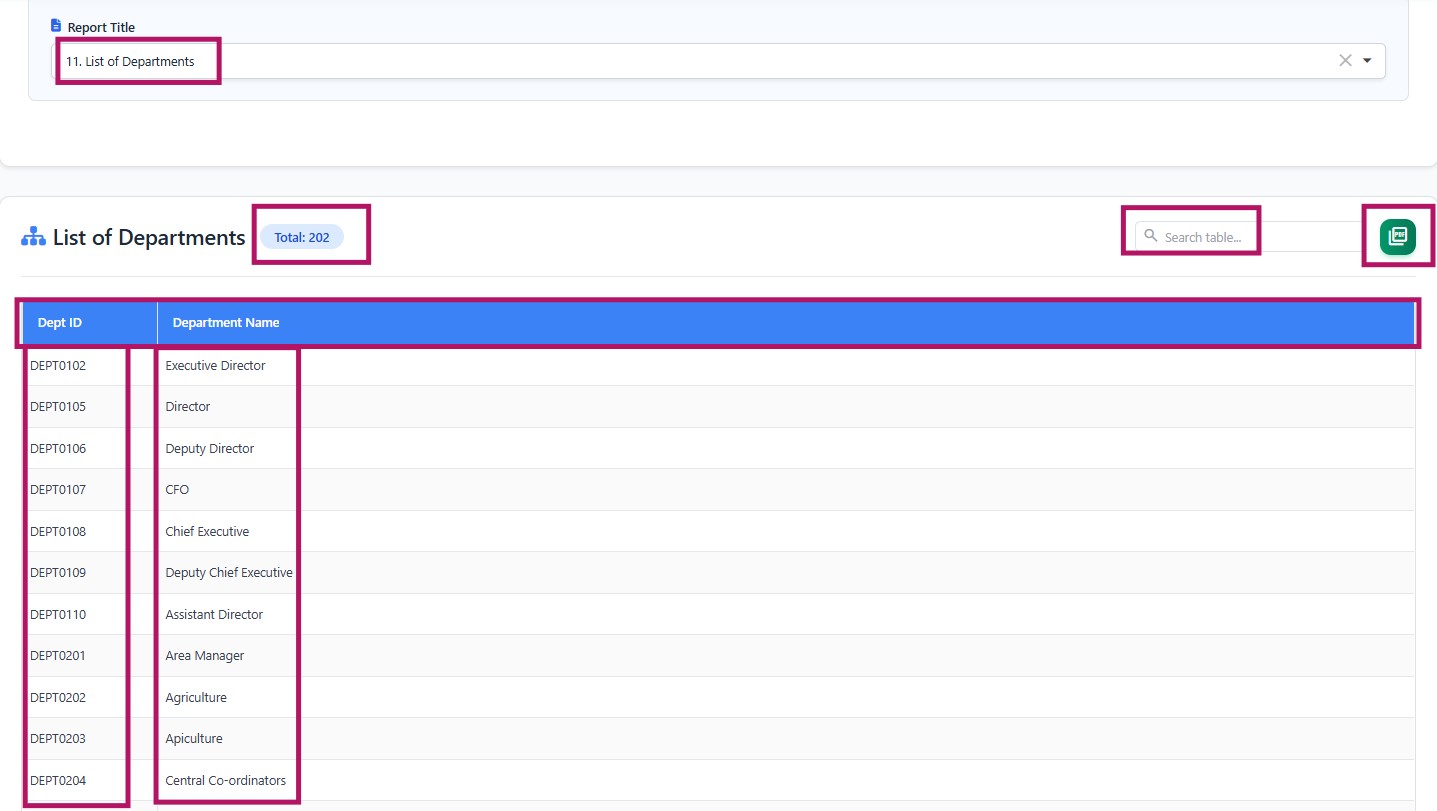 Report Title
11. List of Departments
List of Departments Total: 202 Search table... PDF
Dept ID Department Name
DEPT0102 Executive Director
DEPT0105 Director
DEPT0106 Deputy Director
DEPT0107 CFO
DEPT0108 Chief Executive
DEPT0109 Deputy Chief Executive
DEPT0110 Assistant Director
DEPT0201 Area Manager
DEPT0202 Agriculture
DEPT0203 Apiculture
DEPT0204 Central Co-ordinators